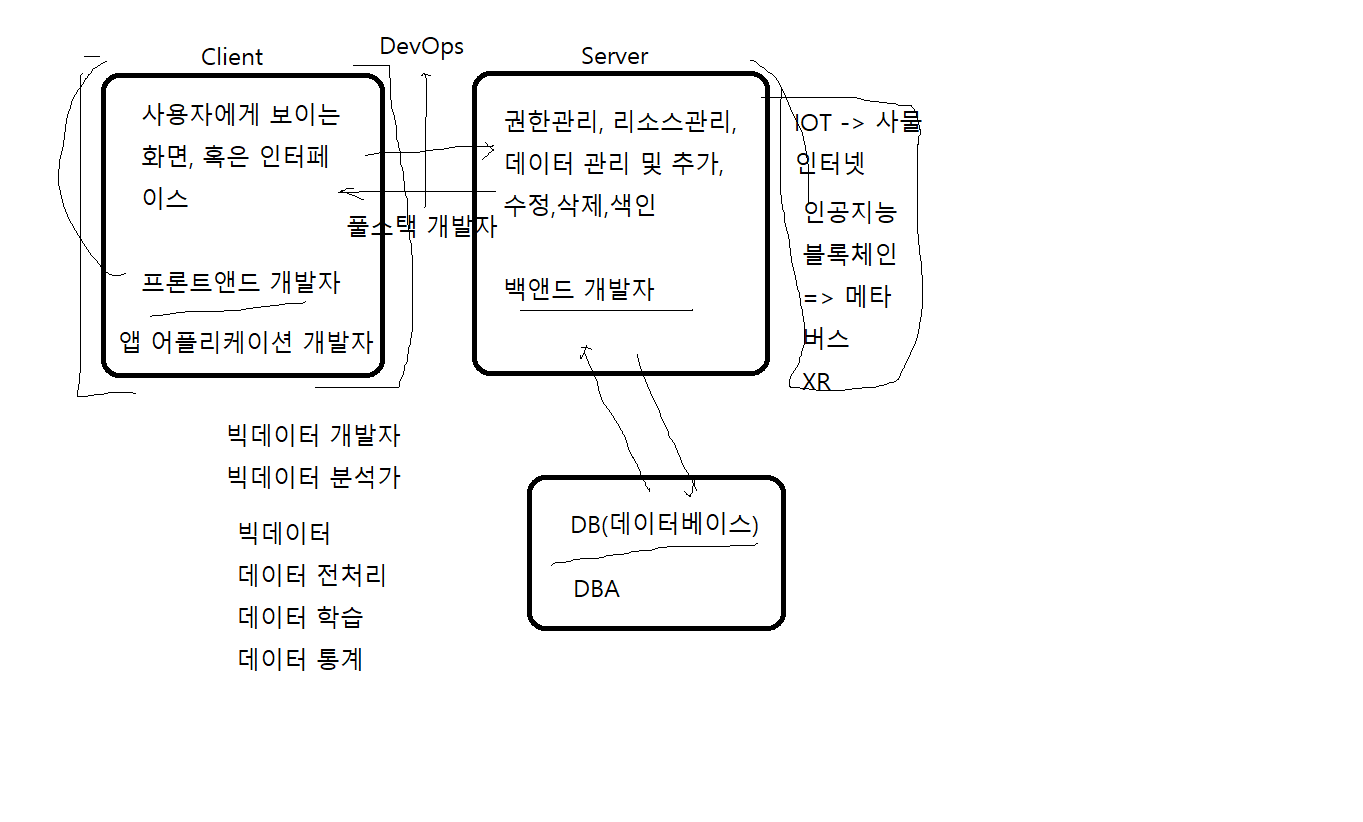 Client
DevOps
Server
사용자에게 보이는
화면, 혹은 인터페
이스
프론트앤드 개발자
앱 어플리케이션 개발자
풀스택 개발자
권한관리, 리소스관리,
데이터 관리 및 추가,
수정,삭제,색인
백앤드 개발자
IOT -> 사물
인터넷
인공지능
블록체인
=> 메타
버스
XR
빅데이터 개발자
빅데이터 분석가
빅데이터
데이터 전처리
데이터 학습
데이터 통계
DB(데이터베이스)
DBA